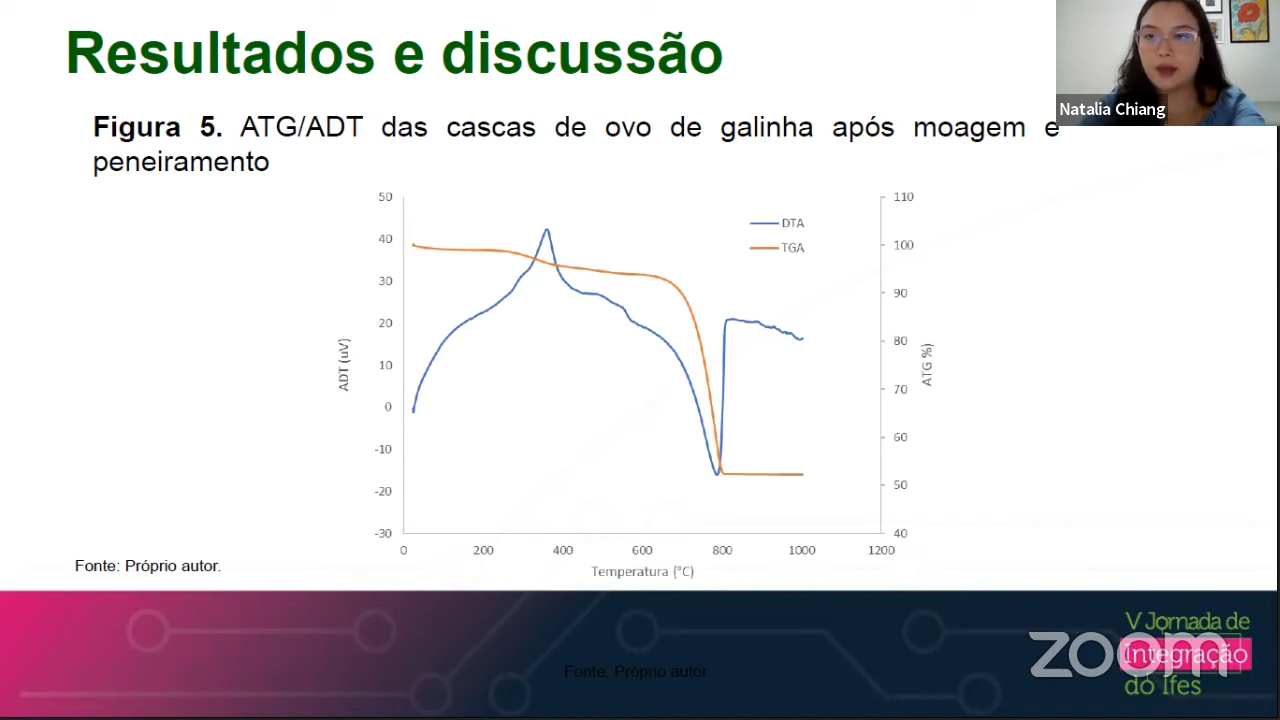 Resultados e discussão
Natalia Chiang
Figura 5. ATG/ADT das cascas de ovo de galinha após moagem e
peneiramento
50
40
30
20
10
0
-10
-20
-30
ADT (uV)
DTA
TGA
110
100
90
80
70
60
50
40
ATG %)
0
200
400
600
800
1000
1200
Temperatura (°C)
Fonte: Próprio autor.
V Jornada de
Integração
do Ifes
zoom
Fonte: Próprio autor.